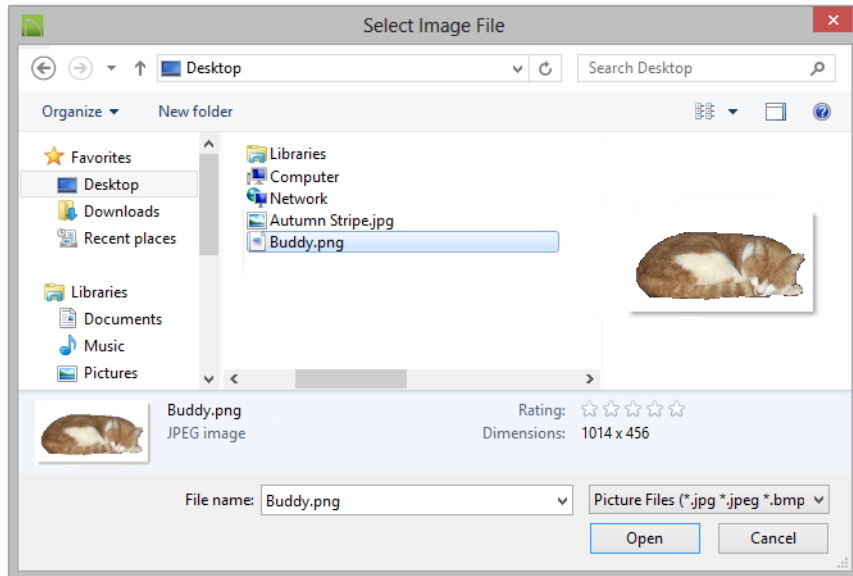 Select Image File
Desktop
Search Desktop
Organize
New folder
Favorites
Desktop
Downloads
Recent places
Libraries
Documents
Music
Pictures
Libraries
Computer
Network
Autumn Stripe.jpg
Buddy.png
Buddy.png
JPEG image
Rating:
Dimensions: 1014 x 456
File name: Buddy.png
Picture Files (*.jpg *.jpeg *.bmp
Open
Cancel